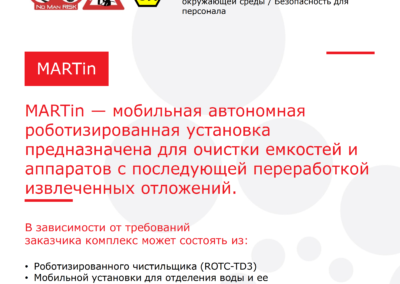 No Man Risk
окружающей среды / Безопасность для
персонала
MARTin
MARTin — мобильная автономная
роботизированная установка
предназначена для очистки емкостей и
аппаратов с последующей переработкой
извлеченных отложений.
В зависимости от требований
заказчика комплекс может состоять из:
• Роботизированного чистильщика (ROTC-TD3)
• Мобильной установки для отделения воды и ее